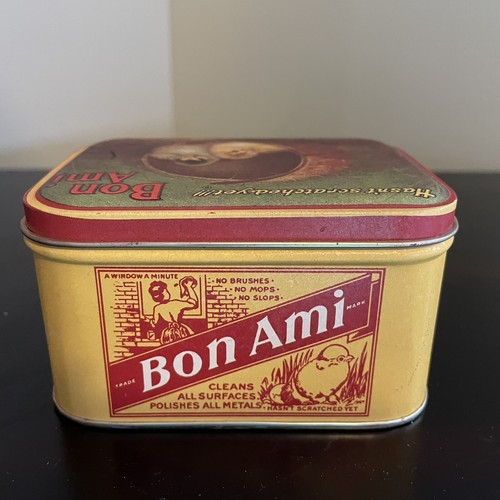 Bon
Ami
"Hasn't scratched yet!!!
A WINDOW A MINUTE
· NO BRUSHES ·
· NO MOPS ·
· NO SLOPS ·
TRADE
MARK
Bon Ami
CLEANS
ALL SURFACES
POLISHES ALL METALS
"HASN'T SCRATCHED YET